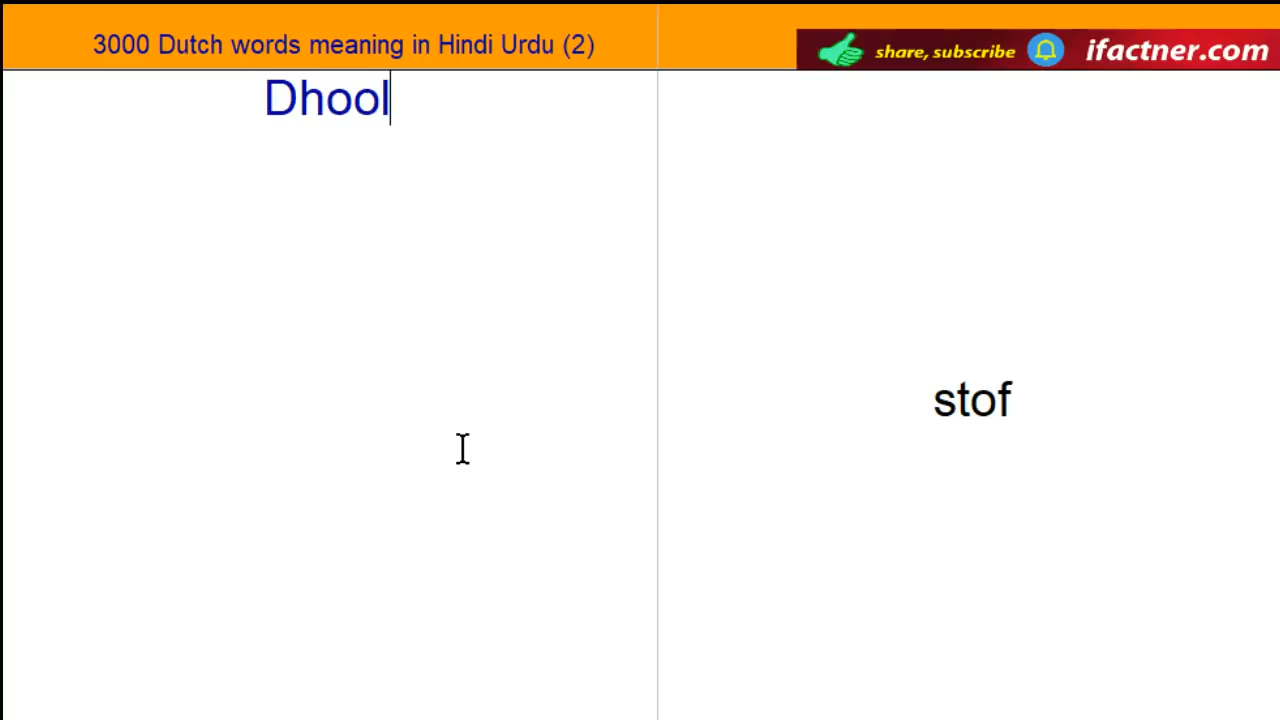 3000 Dutch words meaning in Hindi Urdu (2)
share, subscribe
ifactner.com
Dhool
stof